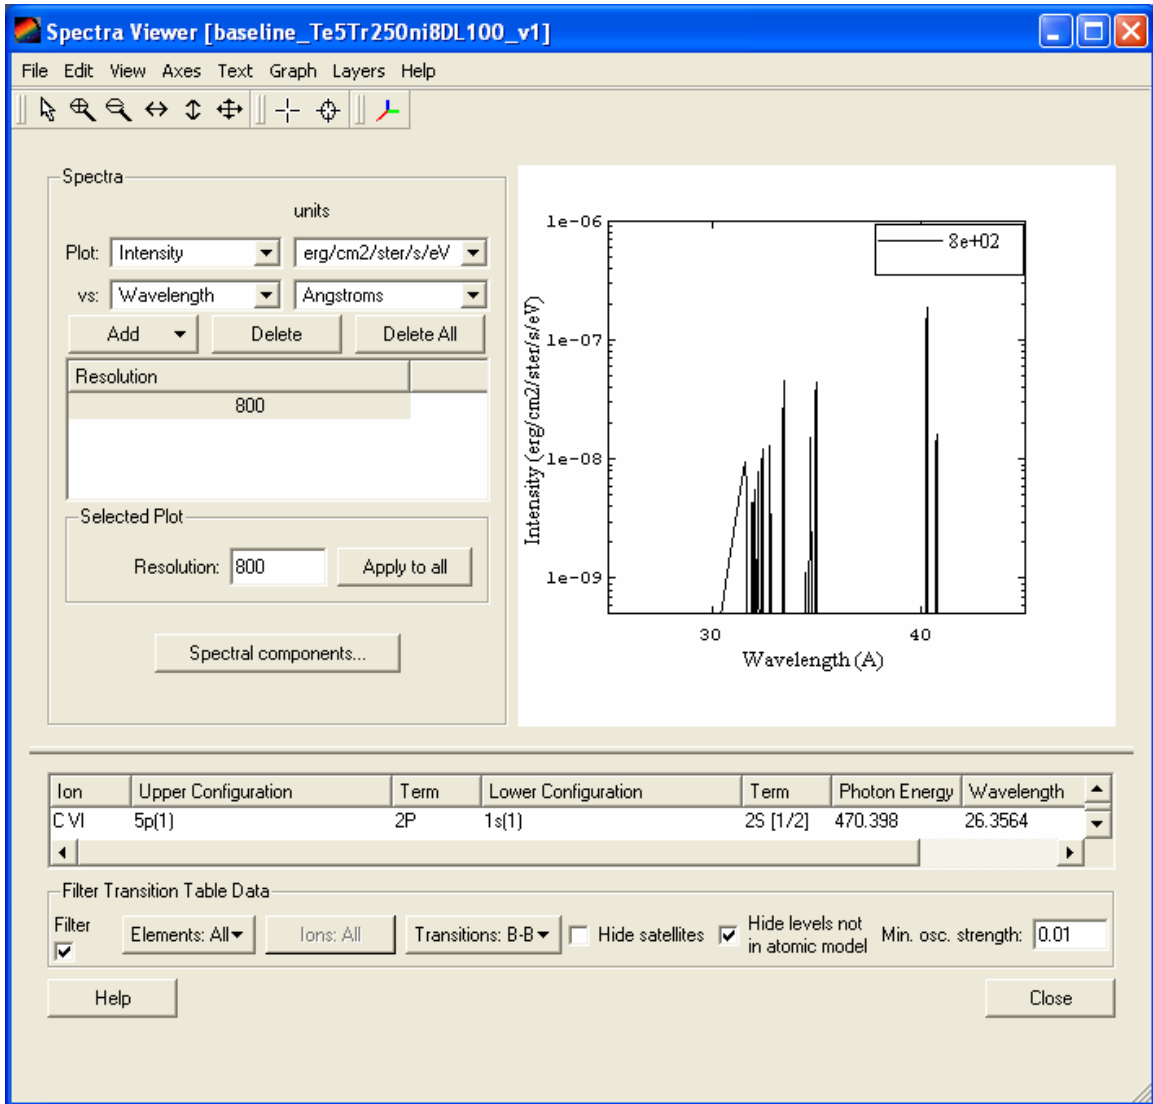 Spectra Viewer [baseline_Te5Tr250ni8DL100_v1]
File Edit View Axes Text Graph Layers Help
Spectra
units
Plot: Intensity erg/cm2/ster/s/eV
vs: Wavelength Angstroms
Add Delete Delete All
Resolution
800
Selected Plot
Resolution: 800 Apply to all
Spectral components...
1e-06
8e+02
1e-07
1e-08
1e-09
Intensity (erg/cm2/ster/s/eV)
30 40
Wavelength (A)
Ion Upper Configuration Term Lower Configuration Term Photon Energy Wavelength
C VI 5p(1) 2P 1s(1) 2S [1/2] 470.398 26.3564
Filter Transition Table Data
Filter Elements: All Ions: All Transitions: B-B Hide satellites Hide levels not in atomic model Min. osc. strength: 0.01
Help Close